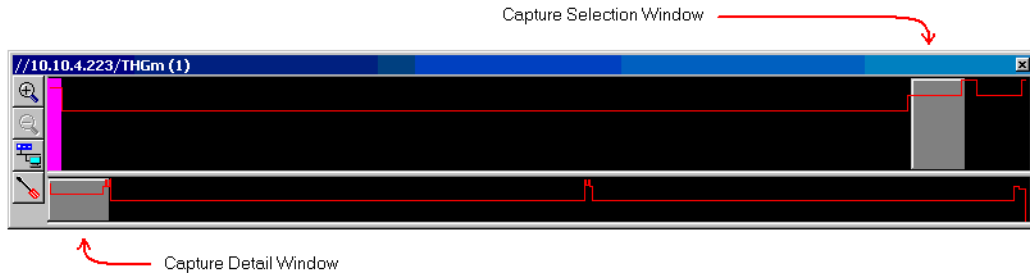 Capture Selection Window
//10.10.4.223/THGm (1)
Capture Detail Window